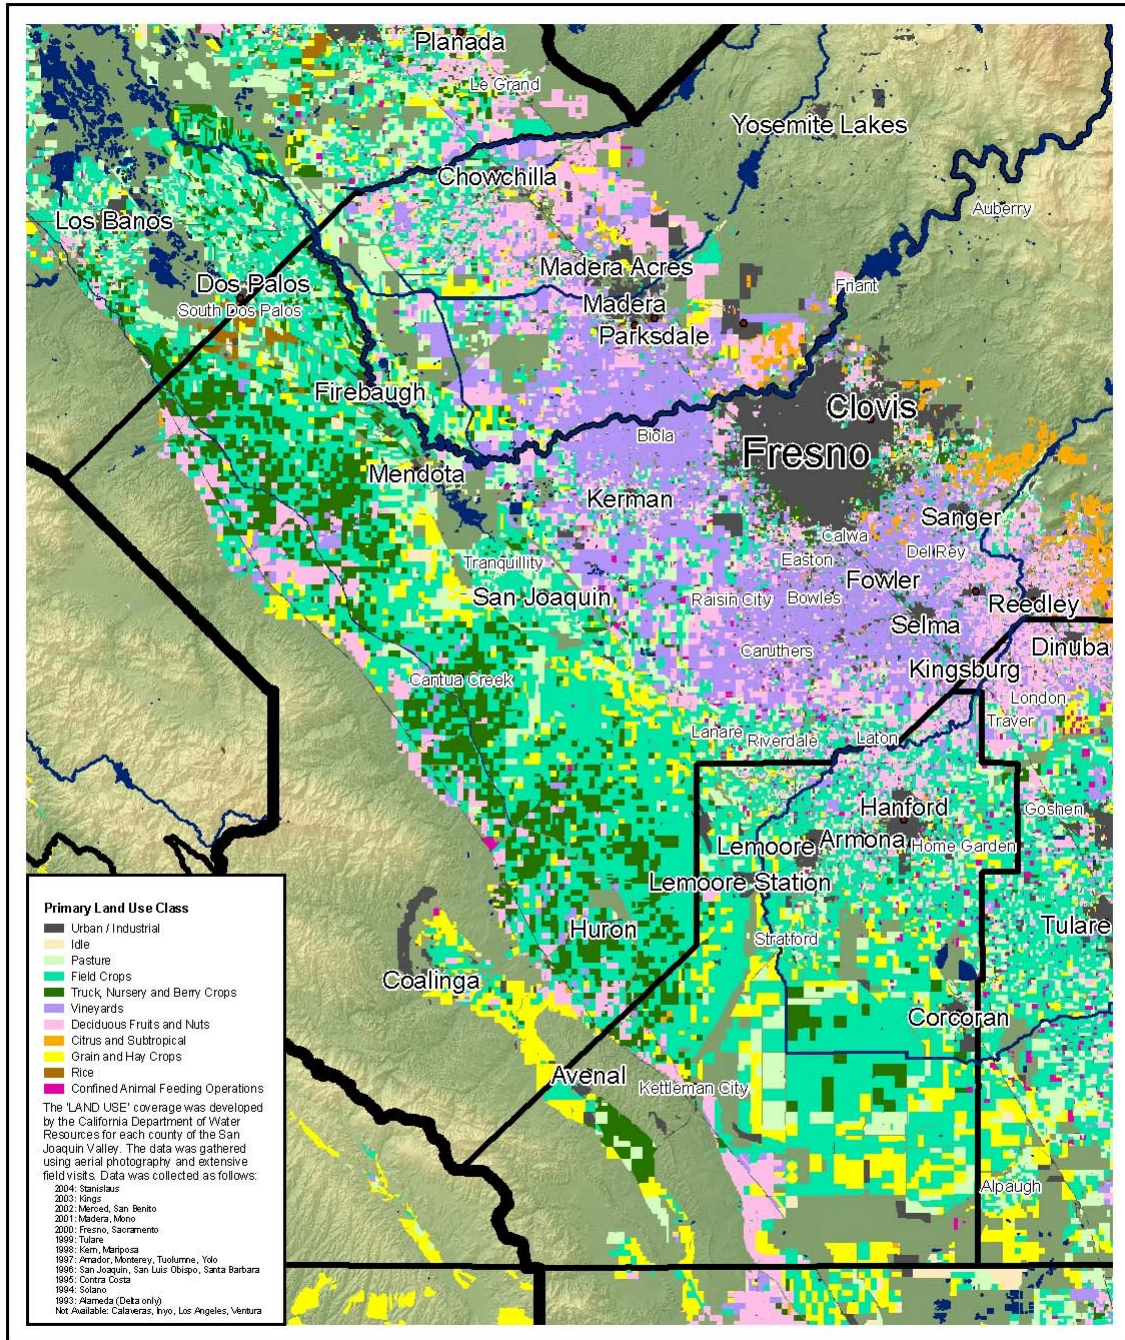 Planada
Le Grand
Yosemite Lakes
Chowchilla
Auberry
Los Banos
Madera Acres
Dos Palos
Friant
South Dos Palos
Madera
Parksdale
Firebaugh
Clovis
Biola
Fresno
Mendota
Kerman
Sanger
Calwa
Del Rey
Tranquillity
Easton
Fowler
San Joaquin
Raisin City
Bowles
Reedley
Selma
Dinuba
Caruthers
Kingsburg
Cantua Creek
London
Traver
Lanare
Riverdale
Laton
Hanford
Goshen
Lemoore
Armona
Home Garden
Lemoore Station
Tulare
Huron
Stratford
Coalinga
Corcoran
Avenal
Kettleman City
Alpaugh
Primary Land Use Class
Urban / Industrial
Idle
Pasture
Field Crops
Truck, Nursery and Berry Crops
Vineyards
Deciduous Fruits and Nuts
Citrus and Subtropical
Grain and Hay Crops
Rice
Confined Animal Feeding Operations
The 'LAND USE' coverage was developed
by the California Department of Water
Resources for each county of the San
Joaquin Valley. The data was gathered
using aerial photography and extensive
field visits. Data was collected as follows:
2004: Stanislaus
2003: Kings
2002: Merced, San Benito
2001: Madera, Mono
2000: Fresno, Sacramento
1999: Tulare
1998: Kern, Mariposa
1997: Amador, Monterey, Tuolumne, Yolo
1996: San Joaquin, San Luis Obispo, Santa Barbara
1995: Contra Costa
1994: Solano
1993: Alameda (Delta only)
Not Available: Calaveras, Inyo, Los Angeles, Ventura